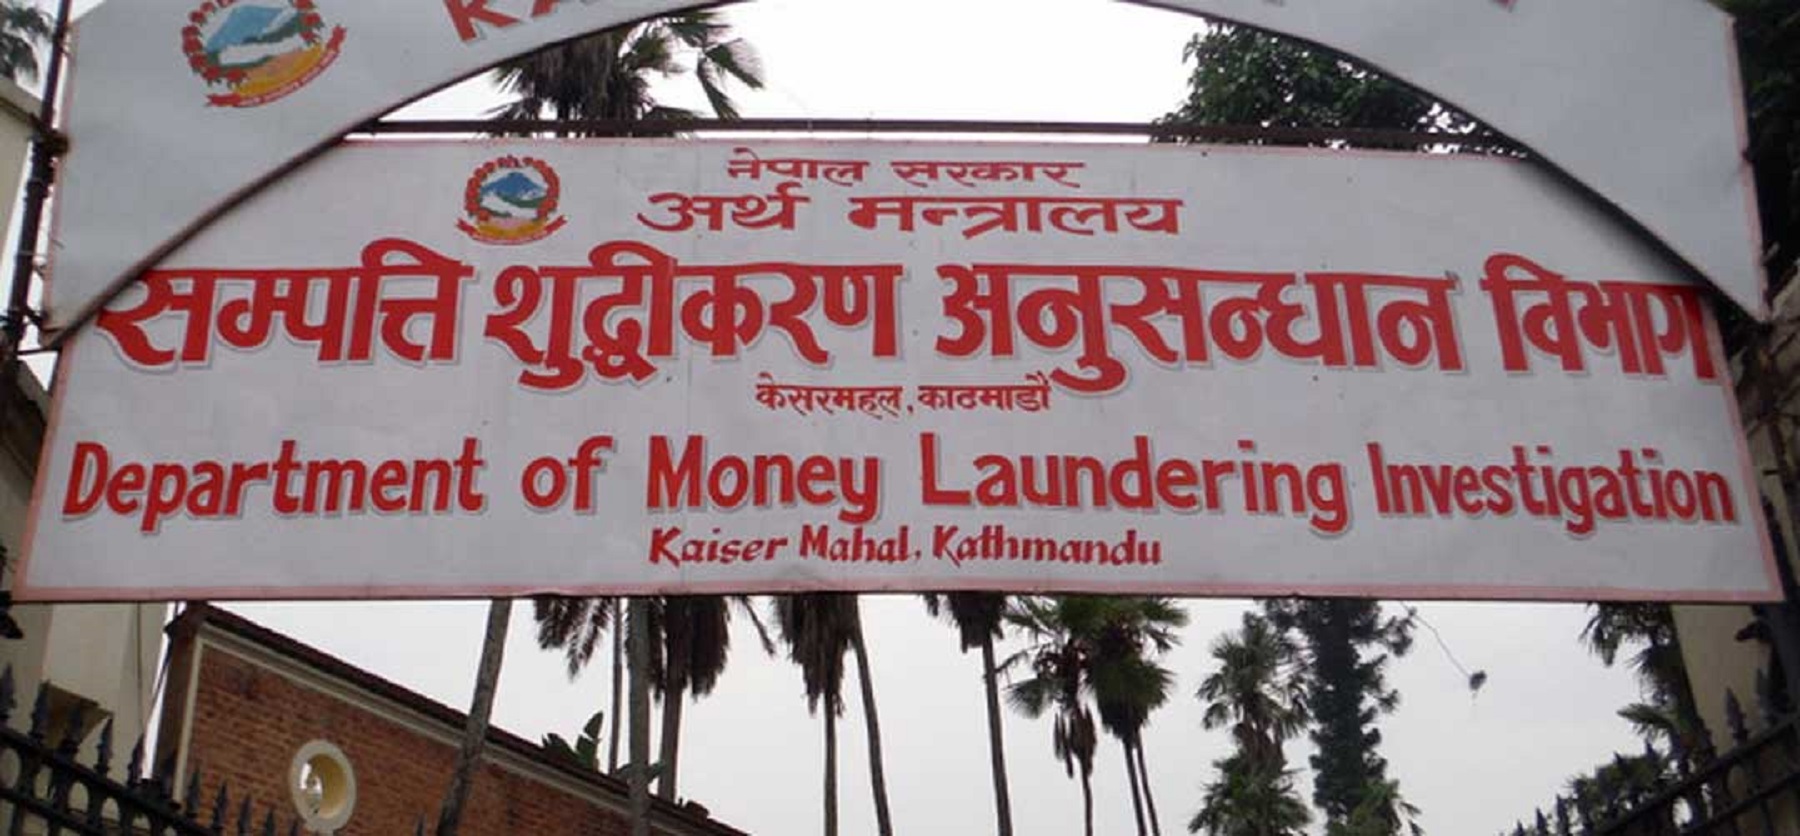 नेपाल सरकार
अर्थ मन्त्रालय
सम्पत्ति शुद्धीकरण अनुसन्धान विभाग
केसरमहल, काठमाडौं
Department of Money Laundering Investigation
Kaiser Mahal, Kathmandu